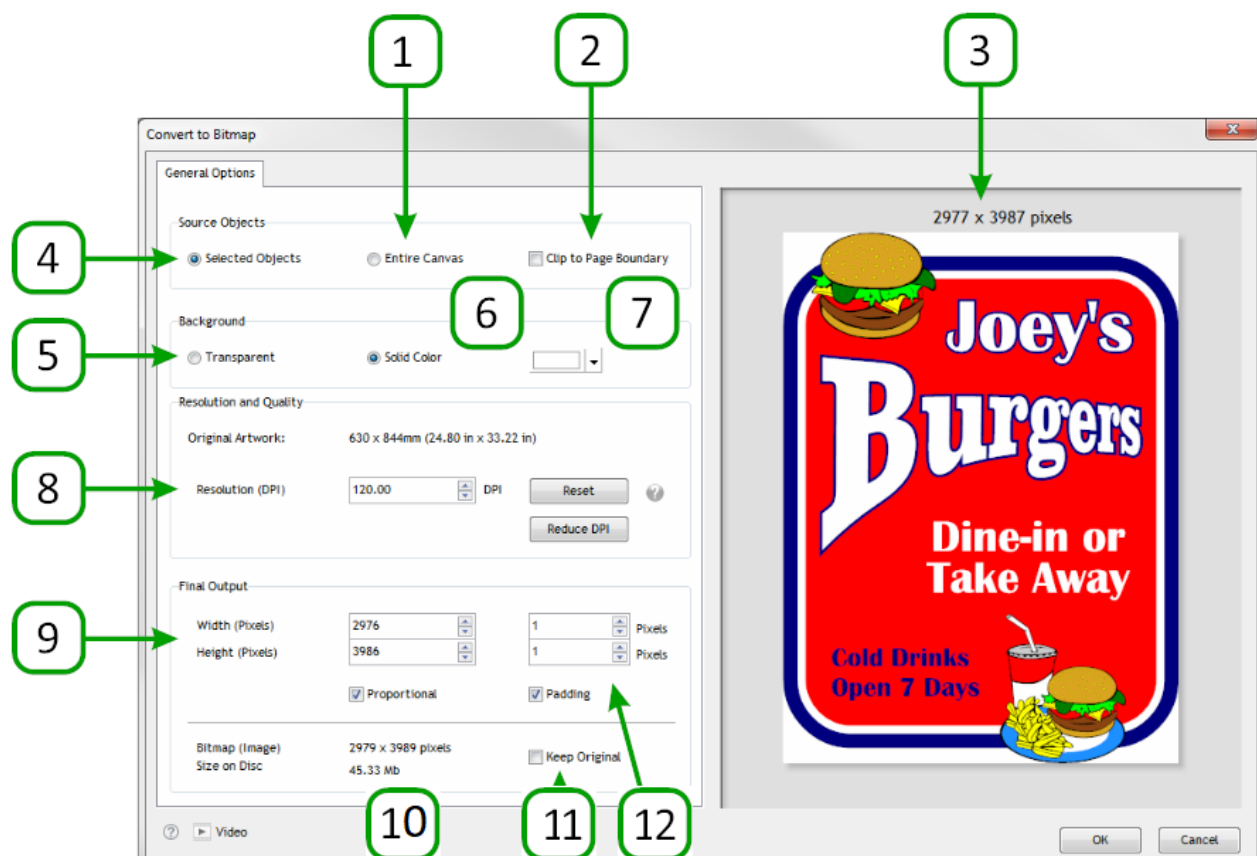 1
2
3
Convert to Bitmap
General Options
Source Objects
4
Selected Objects
Entire Canvas
Clip to Page Boundary
6
7
Background
5
Transparent
Solid Color
Resolution and Quality
Original Artwork:
630 x 844mm (24.80 in x 33.22 in)
8
Resolution (DPI)
120.00
DPI
Reset
?
Reduce DPI
Final Output
9
Width (Pixels)
2976
1
Pixels
Height (Pixels)
3986
1
Pixels
Proportional
Padding
Bitmap (Image)
2979 x 3989 pixels
Size on Disc
45.33 Mb
Keep Original
10
11
12
?
Video
2977 x 3987 pixels
Joey's
Burgers
Dine-in or
Take Away
Cold Drinks
Open 7 Days
OK
Cancel